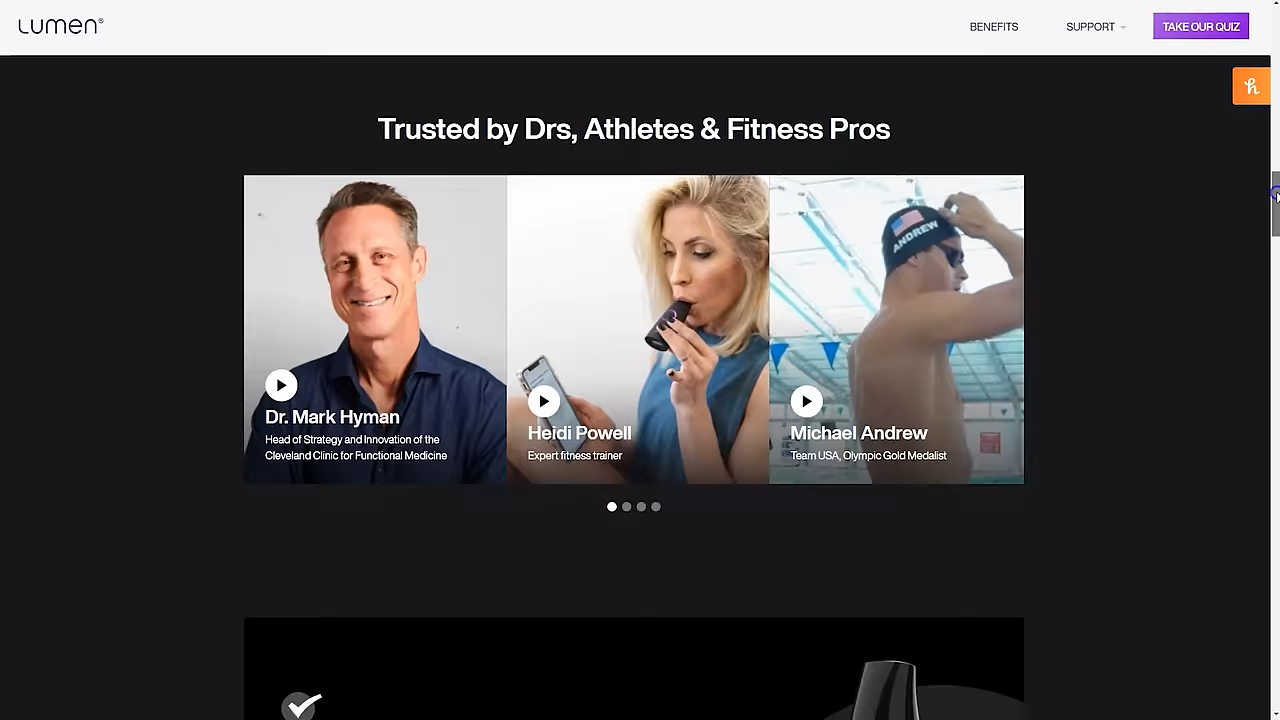 LUMEN®
BENEFITS
SUPPORT
TAKE OUR QUIZ
h
Trusted by Drs, Athletes & Fitness Pros
ANDREW
Dr. Mark Hyman
Head of Strategy and Innovation of the
Cleveland Clinic for Functional Medicine
Heidi Powell
Expert fitness trainer
Michael Andrew
Team USA, Olympic Gold Medalist